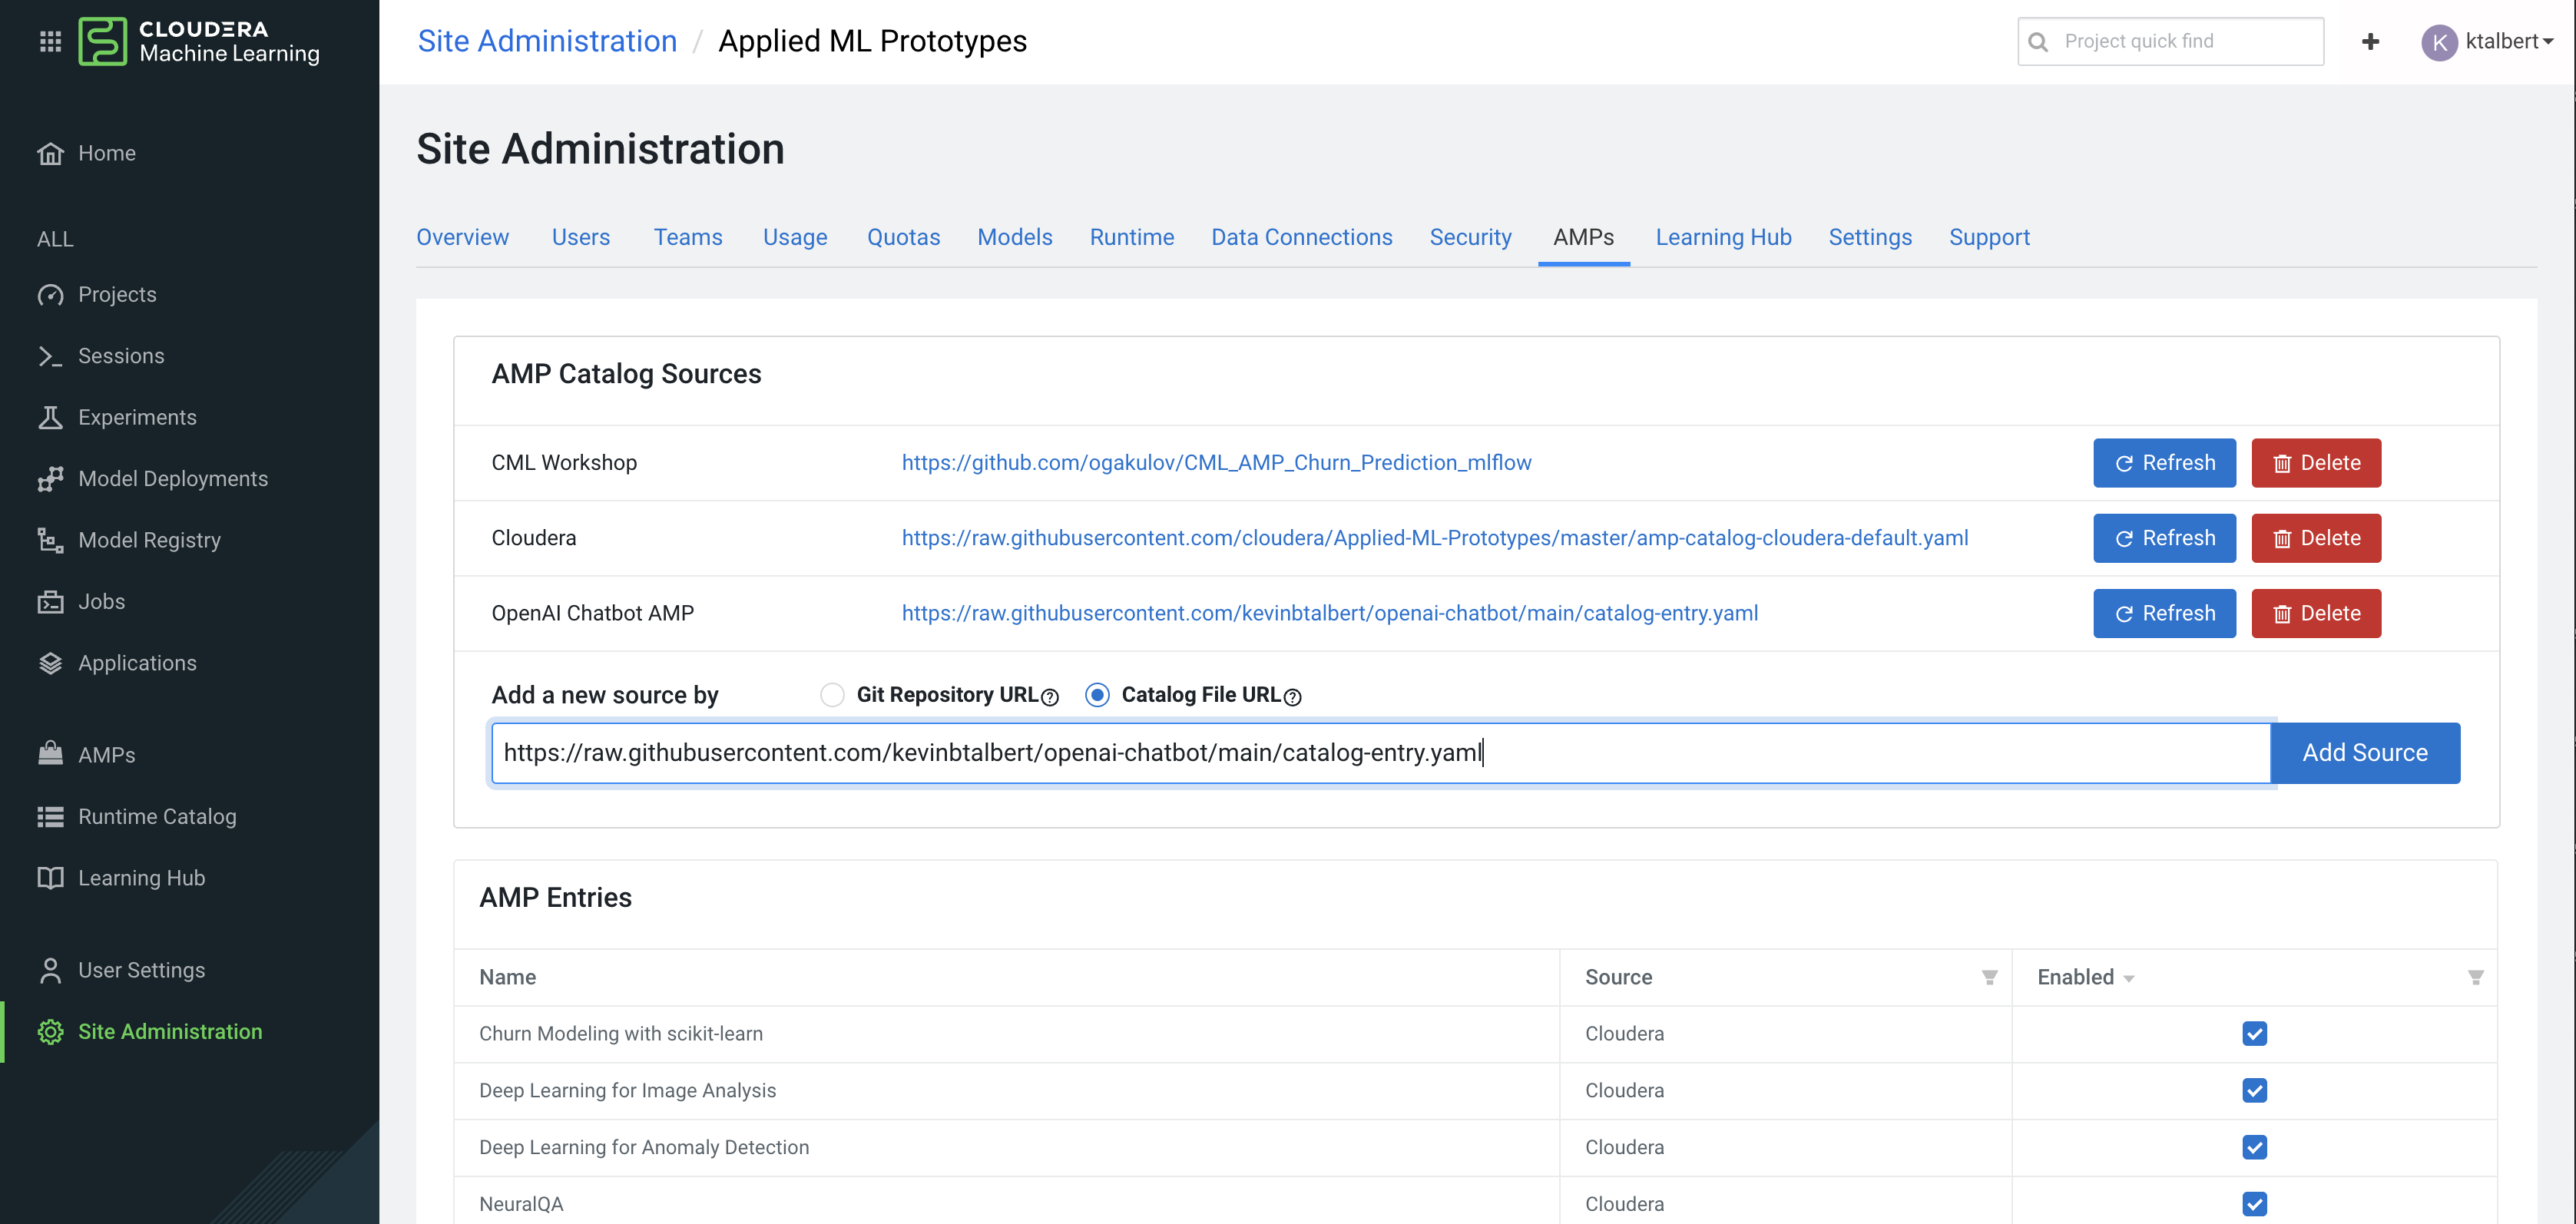 CLOUDERA
Machine Learning
Site Administration / Applied ML Prototypes
Project quick find
K ktalbert
Home
ALL
Projects
Sessions
Experiments
Model Deployments
Model Registry
Jobs
Applications
AMPs
Runtime Catalog
Learning Hub
User Settings
Site Administration
Site Administration
Overview Users Teams Usage Quotas Models Runtime Data Connections Security AMPs Learning Hub Settings Support
AMP Catalog Sources
CML Workshop https://github.com/ogakulov/CML_AMP_Churn_Prediction_mlflow Refresh Delete
Cloudera https://raw.githubusercontent.com/cloudera/Applied-ML-Prototypes/master/amp-catalog-cloudera-default.yaml Refresh Delete
OpenAI Chatbot AMP https://raw.githubusercontent.com/kevinbtalbert/openai-chatbot/main/catalog-entry.yaml Refresh Delete
Add a new source by Git Repository URL ? Catalog File URL ?
https://raw.githubusercontent.com/kevinbtalbert/openai-chatbot/main/catalog-entry.yaml Add Source
AMP Entries
Name Source Enabled
Churn Modeling with scikit-learn Cloudera
Deep Learning for Image Analysis Cloudera
Deep Learning for Anomaly Detection Cloudera
NeuralQA Cloudera